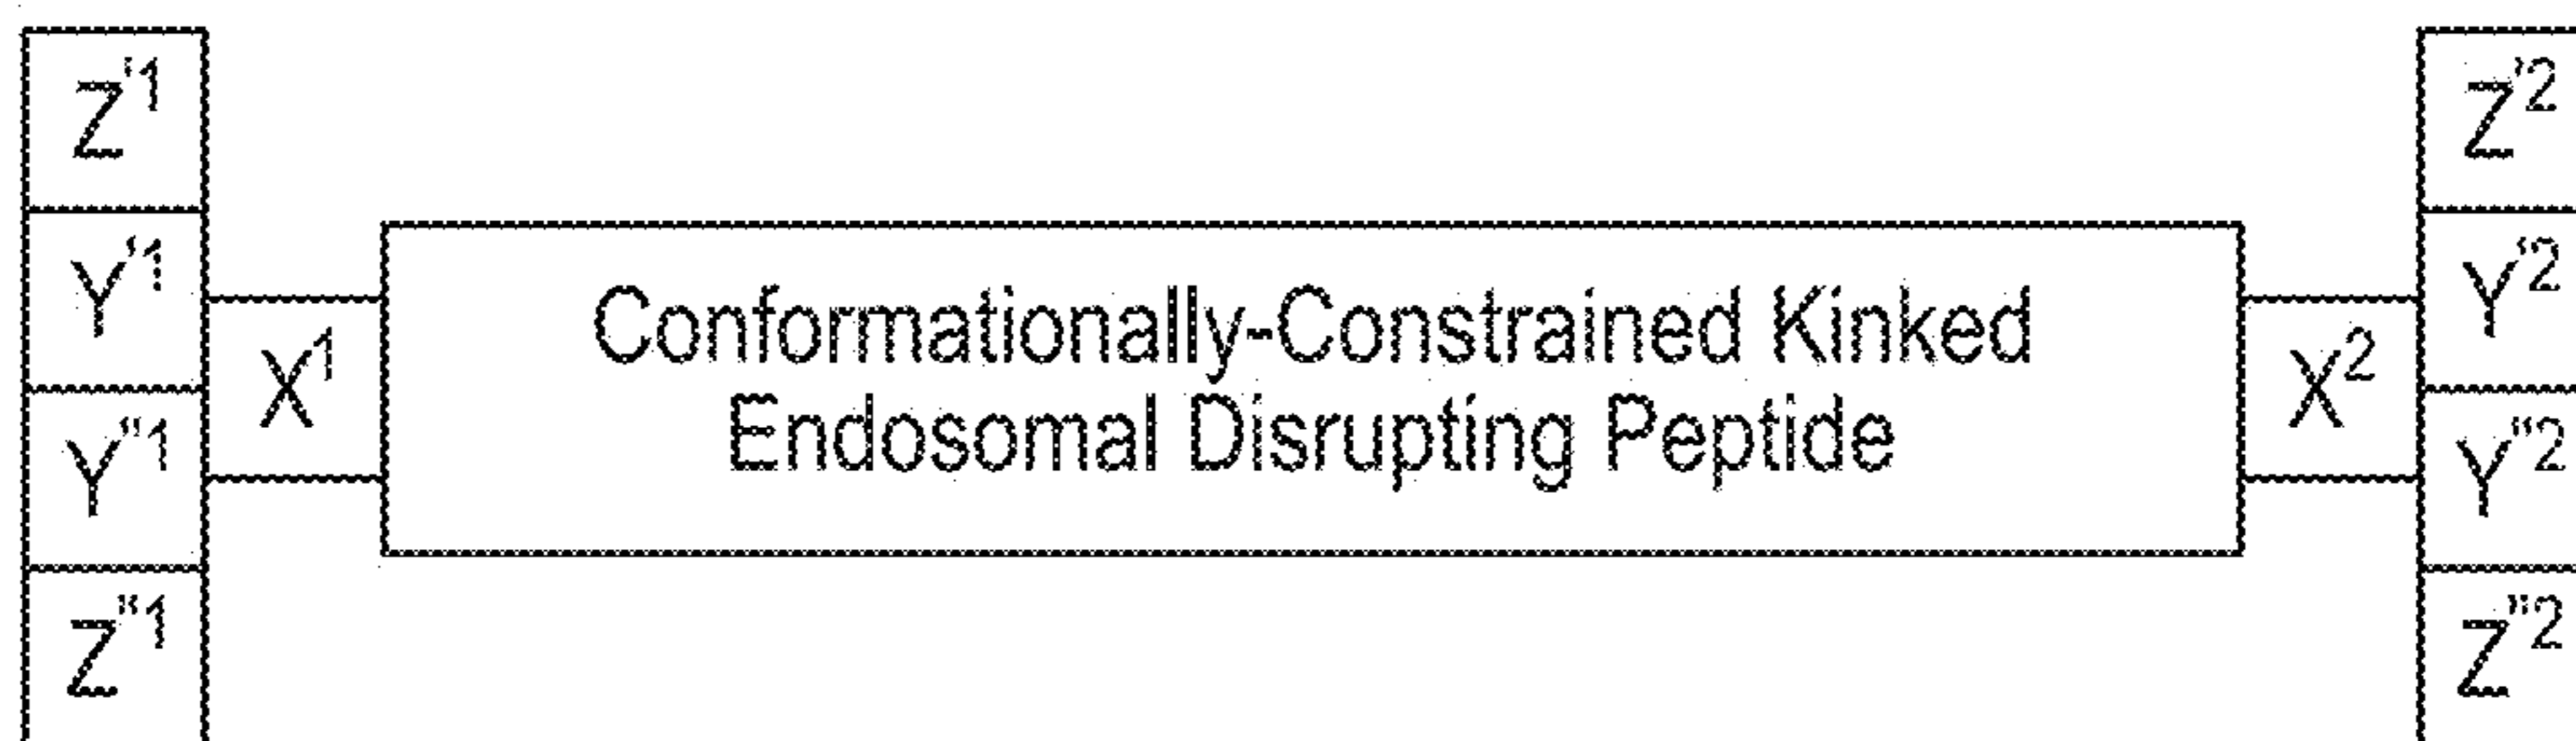 Z'1
Y'1
Y"1
Z"1
X1
Conformationally-Constrained Kinked
Endosomal Disrupting Peptide
X2
Z'2
Y'2
Y"2
Z"2